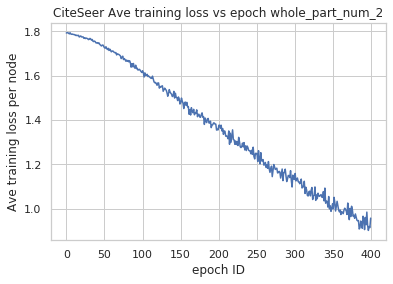 CiteSeer Ave training loss vs epoch whole_part_num_2
Ave training loss per node
1.8
1.6
1.4
1.2
1.0
0 50 100 150 200 250 300 350 400
epoch ID